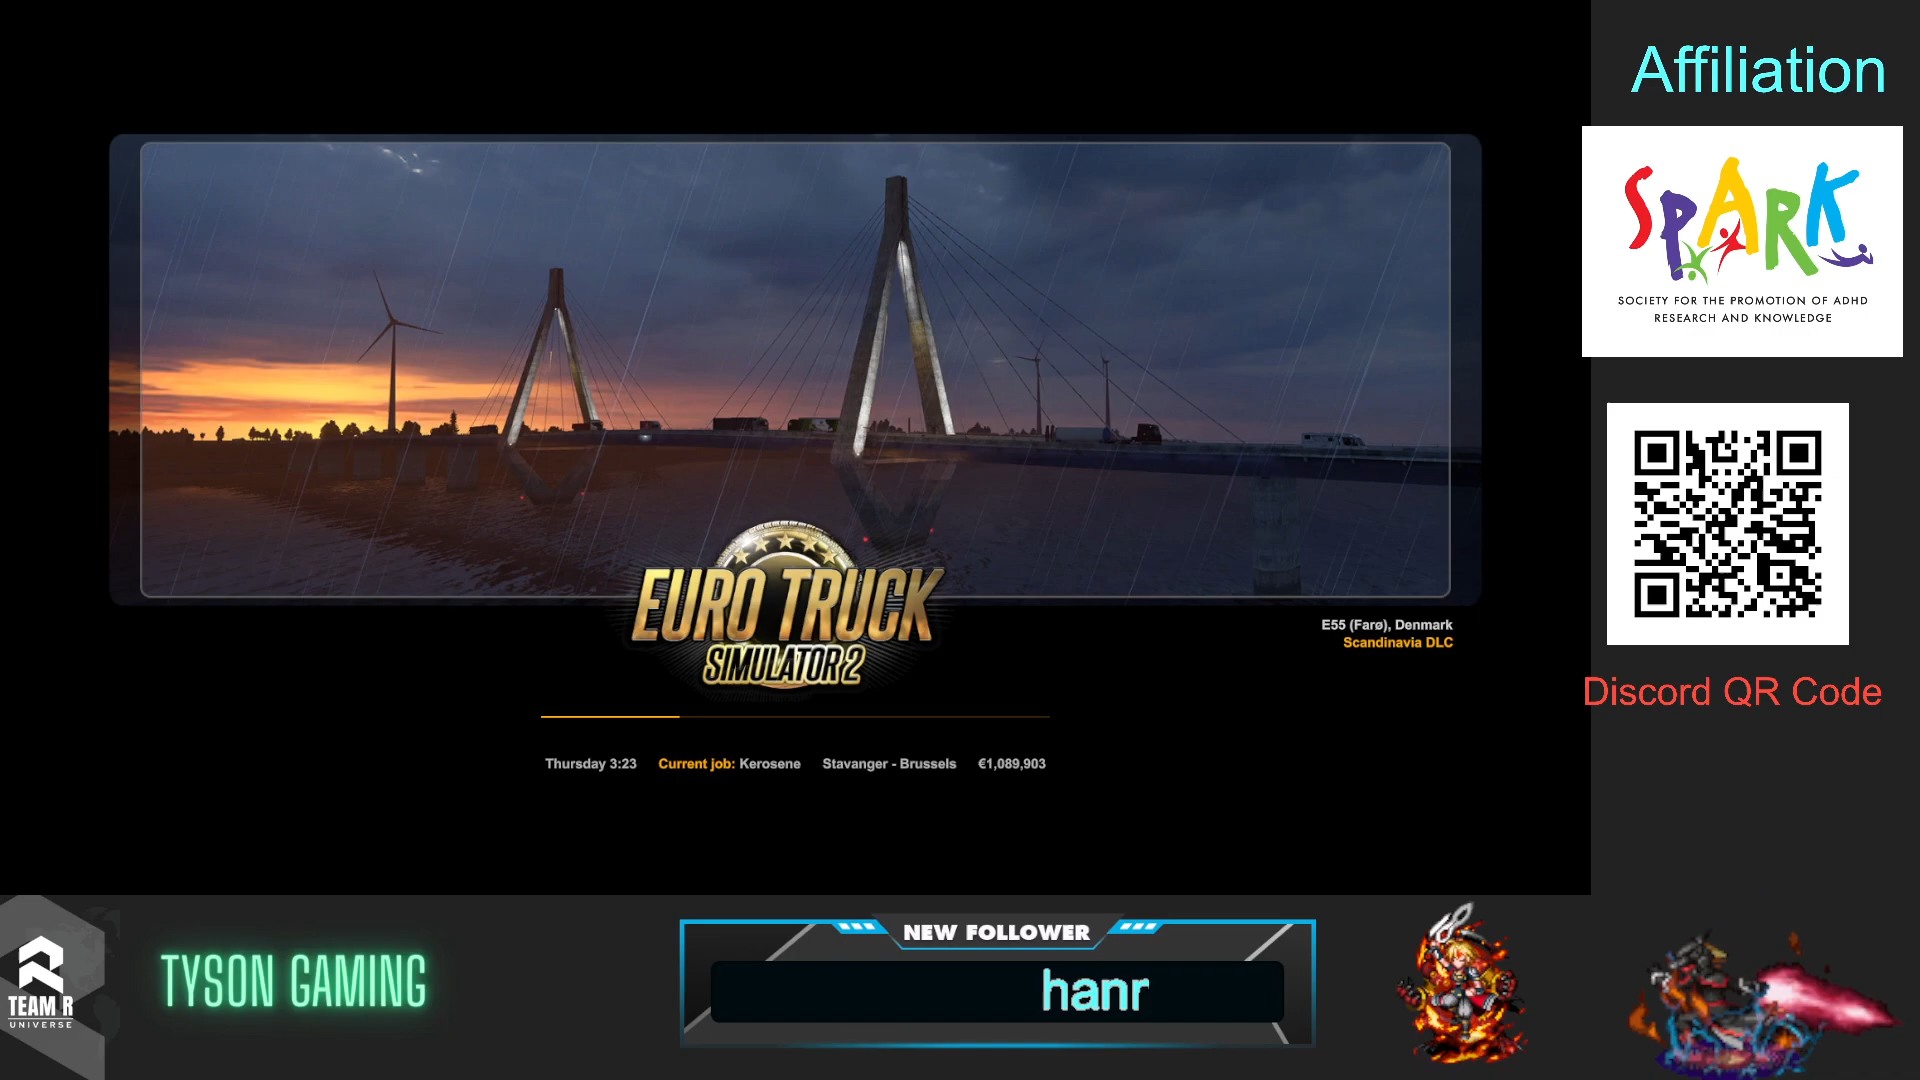 Affiliation
SPARK
SOCIETY FOR THE PROMOTION OF ADHD
RESEARCH AND KNOWLEDGE
EURO TRUCK
SIMULATOR 2
E55 (Farø), Denmark
Scandinavia DLC
Discord QR Code
Thursday 3:23 Current job: Kerosene Stavanger - Brussels €1,089,903
TEAM R
UNIVERSE
TYSON GAMING
NEW FOLLOWER
hanr